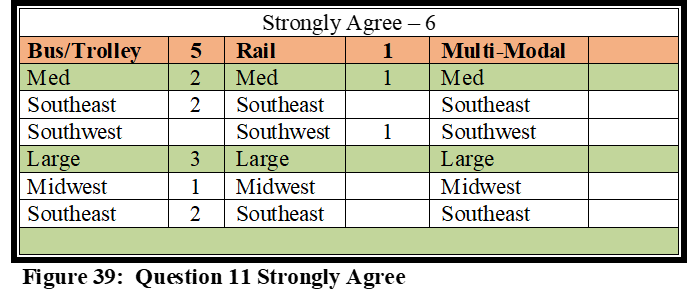 Strongly Agree – 6
Bus/Trolley 5 Rail 1 Multi-Modal
Med 2 Med 1 Med
Southeast 2 Southeast Southeast
Southwest Southwest 1 Southwest
Large 3 Large Large
Midwest 1 Midwest Midwest
Southeast 2 Southeast Southeast
Figure 39: Question 11 Strongly Agree